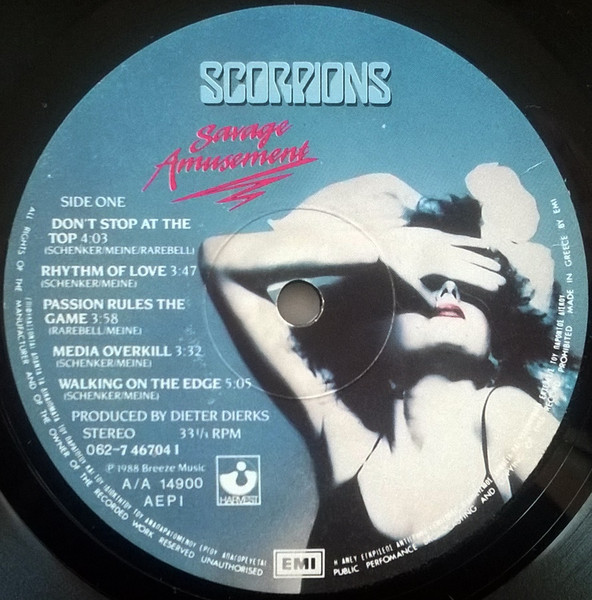 SCORPIONS
Savage
Amusement
SIDE ONE
DON'T STOP AT THE
TOP 4:03
(SCHENKER/MEINE/RAREBELL)
RHYTHM OF LOVE 3:47
(SCHENKER/MEINE)
PASSION RULES THE
GAME 3:58
(RAREBELL/MEINE)
MEDIA OVERKILL 3:32
(SCHENKER/MEINE)
WALKING ON THE EDGE 5:05
(SCHENKER/MEINE)
PRODUCED BY DIETER DIERKS
STEREO 33⅓ RPM
062-7 46704 1
℗ 1988 Breeze Music
A/A 14900
AEPI
HARVEST
EMI
ALL RIGHTS OF THE MANUFACTURER AND OF THE OWNER OF THE RECORDED WORK RESERVED UNAUTHORISED
PUBLIC PERFOMANCE BROADCASTING AND
RECORD PROHIBITED MADE IN GREECE BY EMI